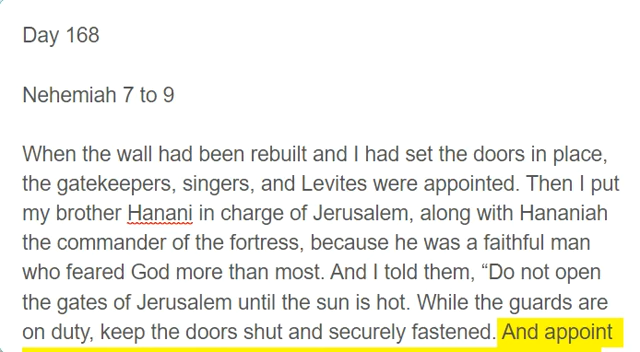 Day 168
Nehemiah 7 to 9
When the wall had been rebuilt and I had set the doors in place,
the gatekeepers, singers, and Levites were appointed. Then I put
my brother Hanani in charge of Jerusalem, along with Hananiah
the commander of the fortress, because he was a faithful man
who feared God more than most. And I told them, “Do not open
the gates of Jerusalem until the sun is hot. While the guards are
on duty, keep the doors shut and securely fastened. And appoint